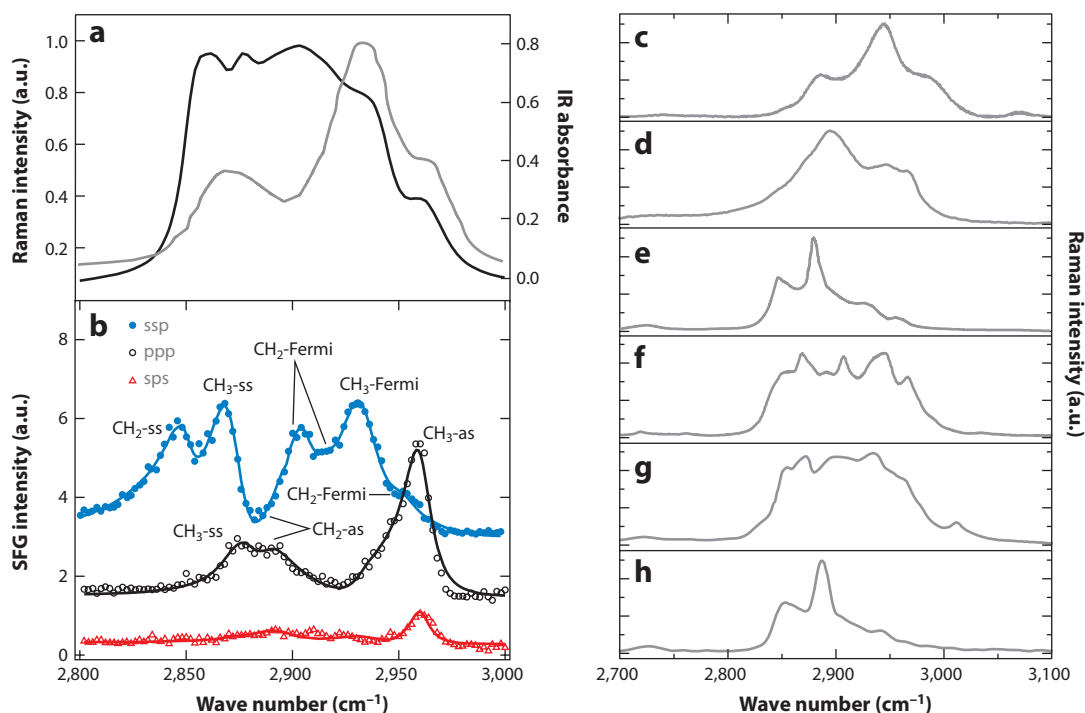 a
1.0
0.8
0.6
0.4
0.2
Raman intensity (a.u.)
0.8
0.6
0.4
0.2
0.0
IR absorbance
b
ssp
ppp
sps
CH2-ss
CH3-ss
CH2-Fermi
CH3-Fermi
CH3-as
CH2-Fermi
CH3-ss
CH2-as
8
6
4
2
0
SFG intensity (a.u.)
2,800
2,850
2,900
2,950
3,000
Wave number (cm–1)
c
d
e
f
g
h
Raman intensity (a.u.)
2,700
2,800
2,900
3,000
3,100
Wave number (cm–1)